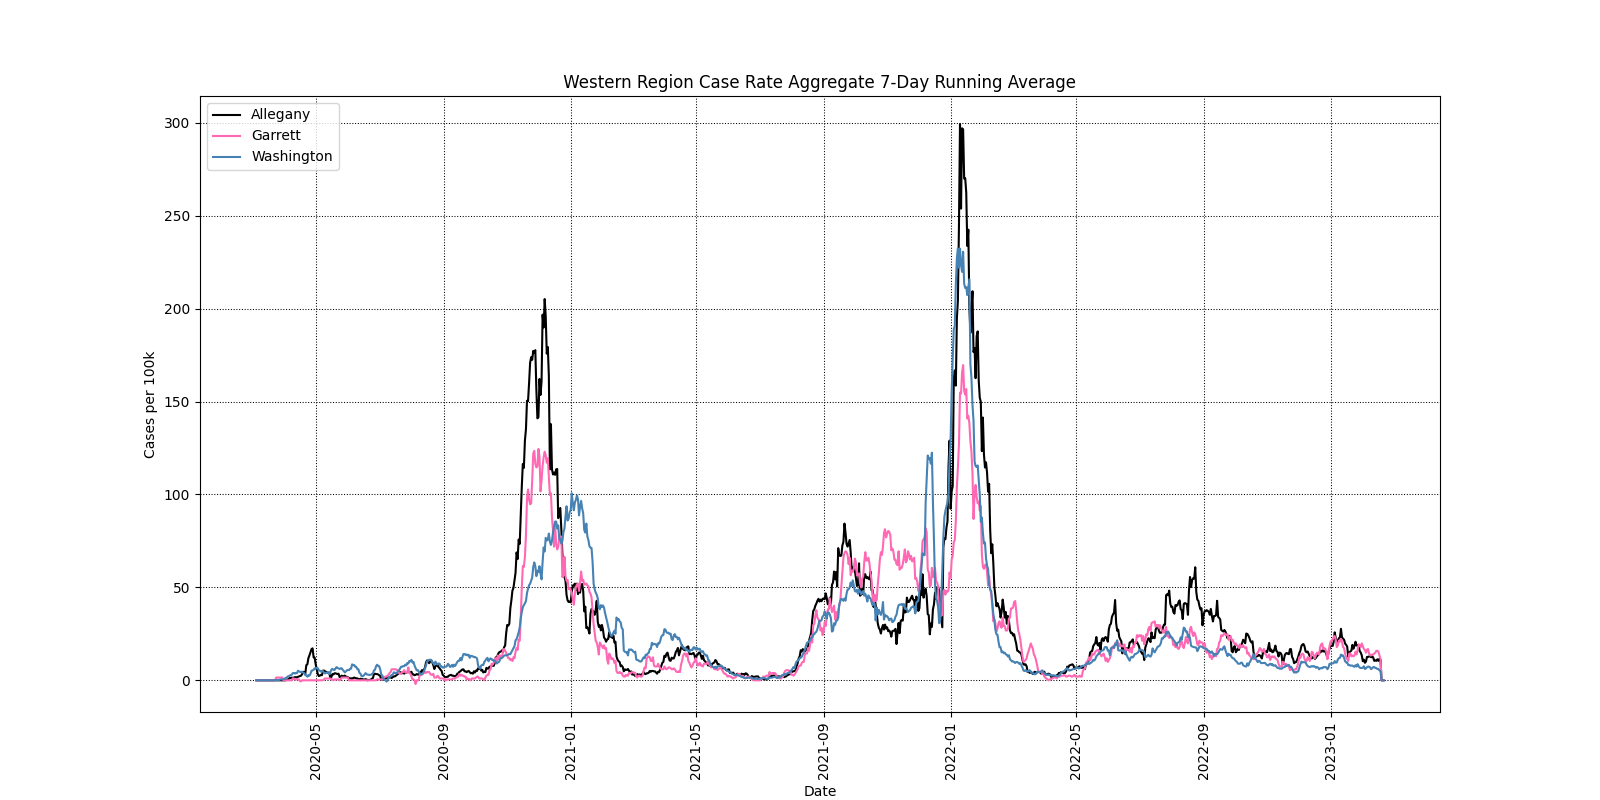 Western Region Case Rate Aggregate 7-Day Running Average
Allegany
Garrett
Washington
Cases per 100k
300
250
200
150
100
50
0
2020-05
2020-09
2021-01
2021-05
2021-09
2022-01
2022-05
2022-09
2023-01
Date